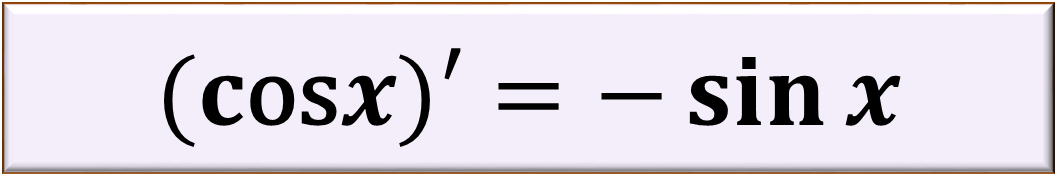 (cosx)′ = − sin x